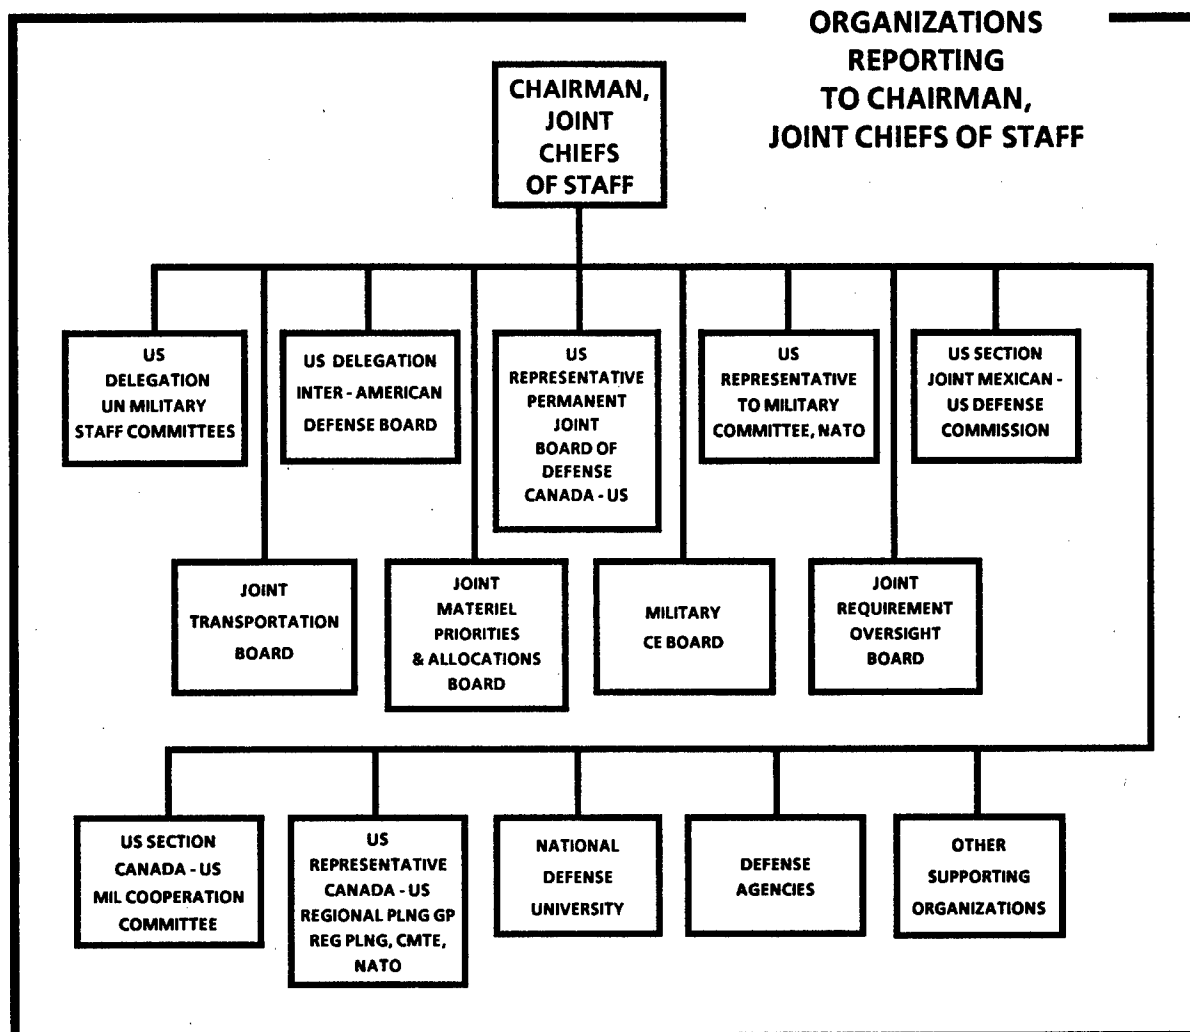 ORGANIZATIONS
REPORTING
TO CHAIRMAN,
JOINT CHIEFS OF STAFF
CHAIRMAN,
JOINT
CHIEFS
OF STAFF
US
DELEGATION
UN MILITARY
STAFF COMMITTEES
US DELEGATION
INTER - AMERICAN
DEFENSE BOARD
US
REPRESENTATIVE
PERMANENT
JOINT
BOARD OF
DEFENSE
CANADA - US
US
REPRESENTATIVE
TO MILITARY
COMMITTEE, NATO
US SECTION
JOINT MEXICAN -
US DEFENSE
COMMISSION
JOINT
TRANSPORTATION
BOARD
JOINT
MATERIEL
PRIORITIES
& ALLOCATIONS
BOARD
MILITARY
CE BOARD
JOINT
REQUIREMENT
OVERSIGHT
BOARD
US SECTION
CANADA - US
MIL COOPERATION
COMMITTEE
US
REPRESENTATIVE
CANADA - US
REGIONAL PLNG GP
REG PLNG, CMTE,
NATO
NATIONAL
DEFENSE
UNIVERSITY
DEFENSE
AGENCIES
OTHER
SUPPORTING
ORGANIZATIONS